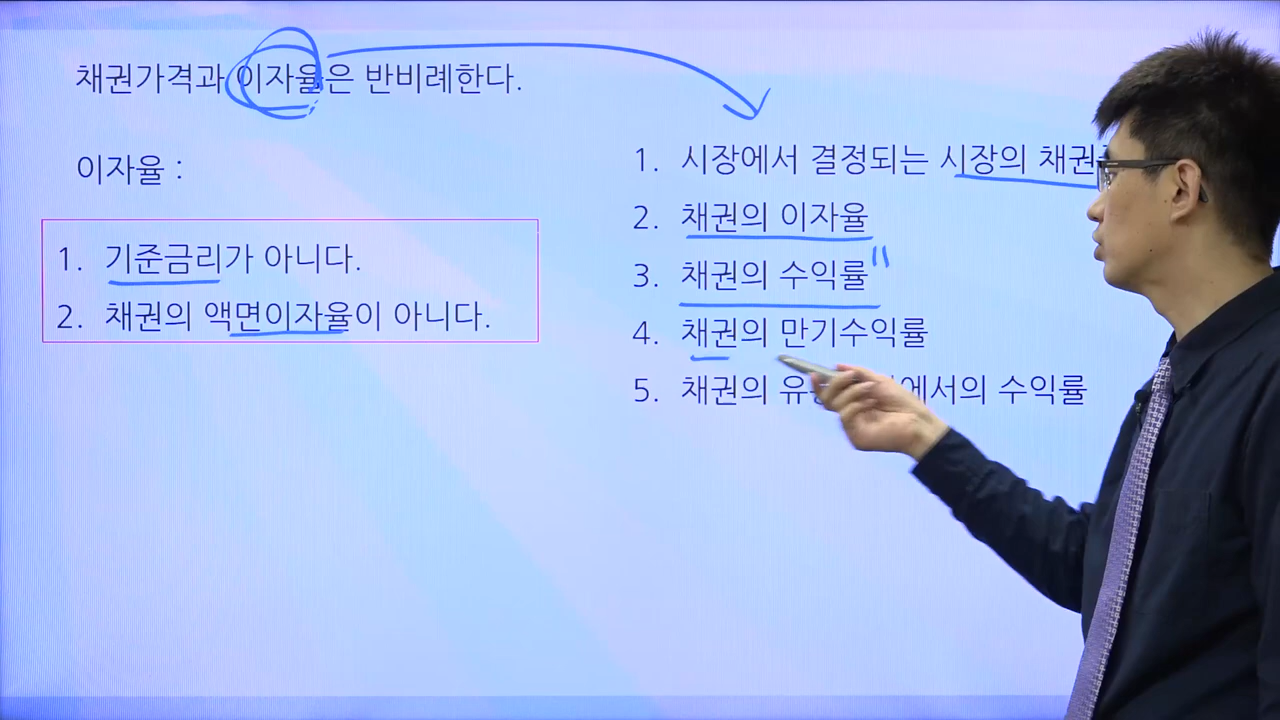 채권가격과 이자율은 반비례한다.
이자율 :
1. 기준금리가 아니다.
2. 채권의 액면이자율이 아니다.
1. 시장에서 결정되는 시장의 채권
2. 채권의 이자율
3. 채권의 수익률 "
4. 채권의 만기수익률
5. 채권의 수익률